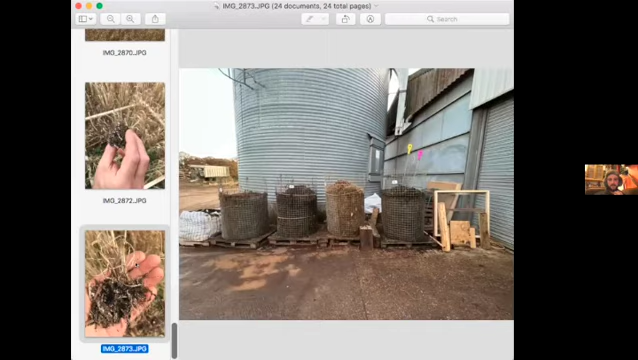 IMG_2873.JPG (24 documents, 24 total pages)
Search
IMG_2870.JPG
IMG_2872.JPG
IMG_2873.JPG